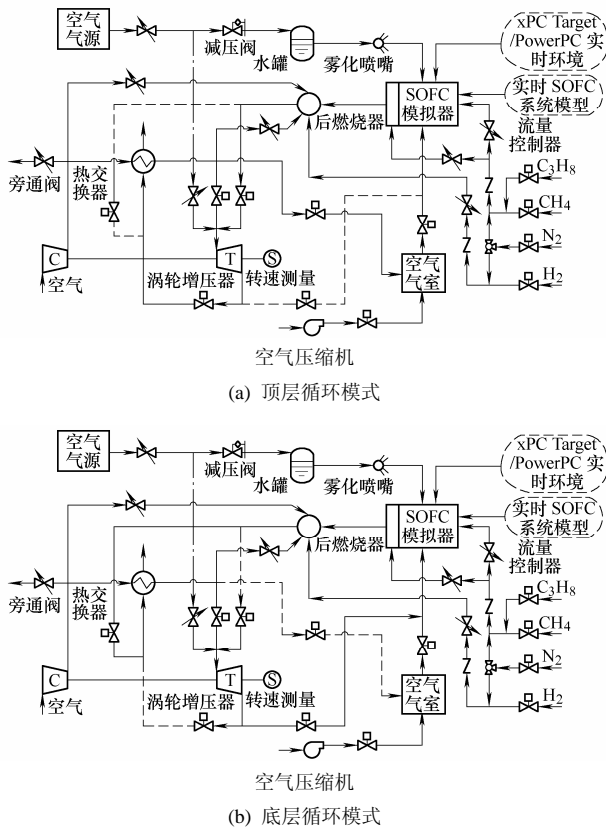 空气
气源
减压阀
水罐
雾化喷嘴
xPC Target
/PowerPC 实
时环境
SOFC
模拟器
实时 SOFC
系统模型
后燃烧器
流量
控制器
C3H8
CH4
N2
H2
旁通阀
热交
换器
C
空气
T
涡轮增压器
S
转速测量
空气
气室
空气压缩机
(a) 顶层循环模式
空气
气源
减压阀
水罐
雾化喷嘴
xPC Target
/PowerPC 实
时环境
SOFC
模拟器
实时 SOFC
系统模型
后燃烧器
流量
控制器
C3H8
CH4
N2
H2
旁通阀
热交
换器
C
空气
T
涡轮增压器
S
转速测量
空气
气室
空气压缩机
(b) 底层循环模式